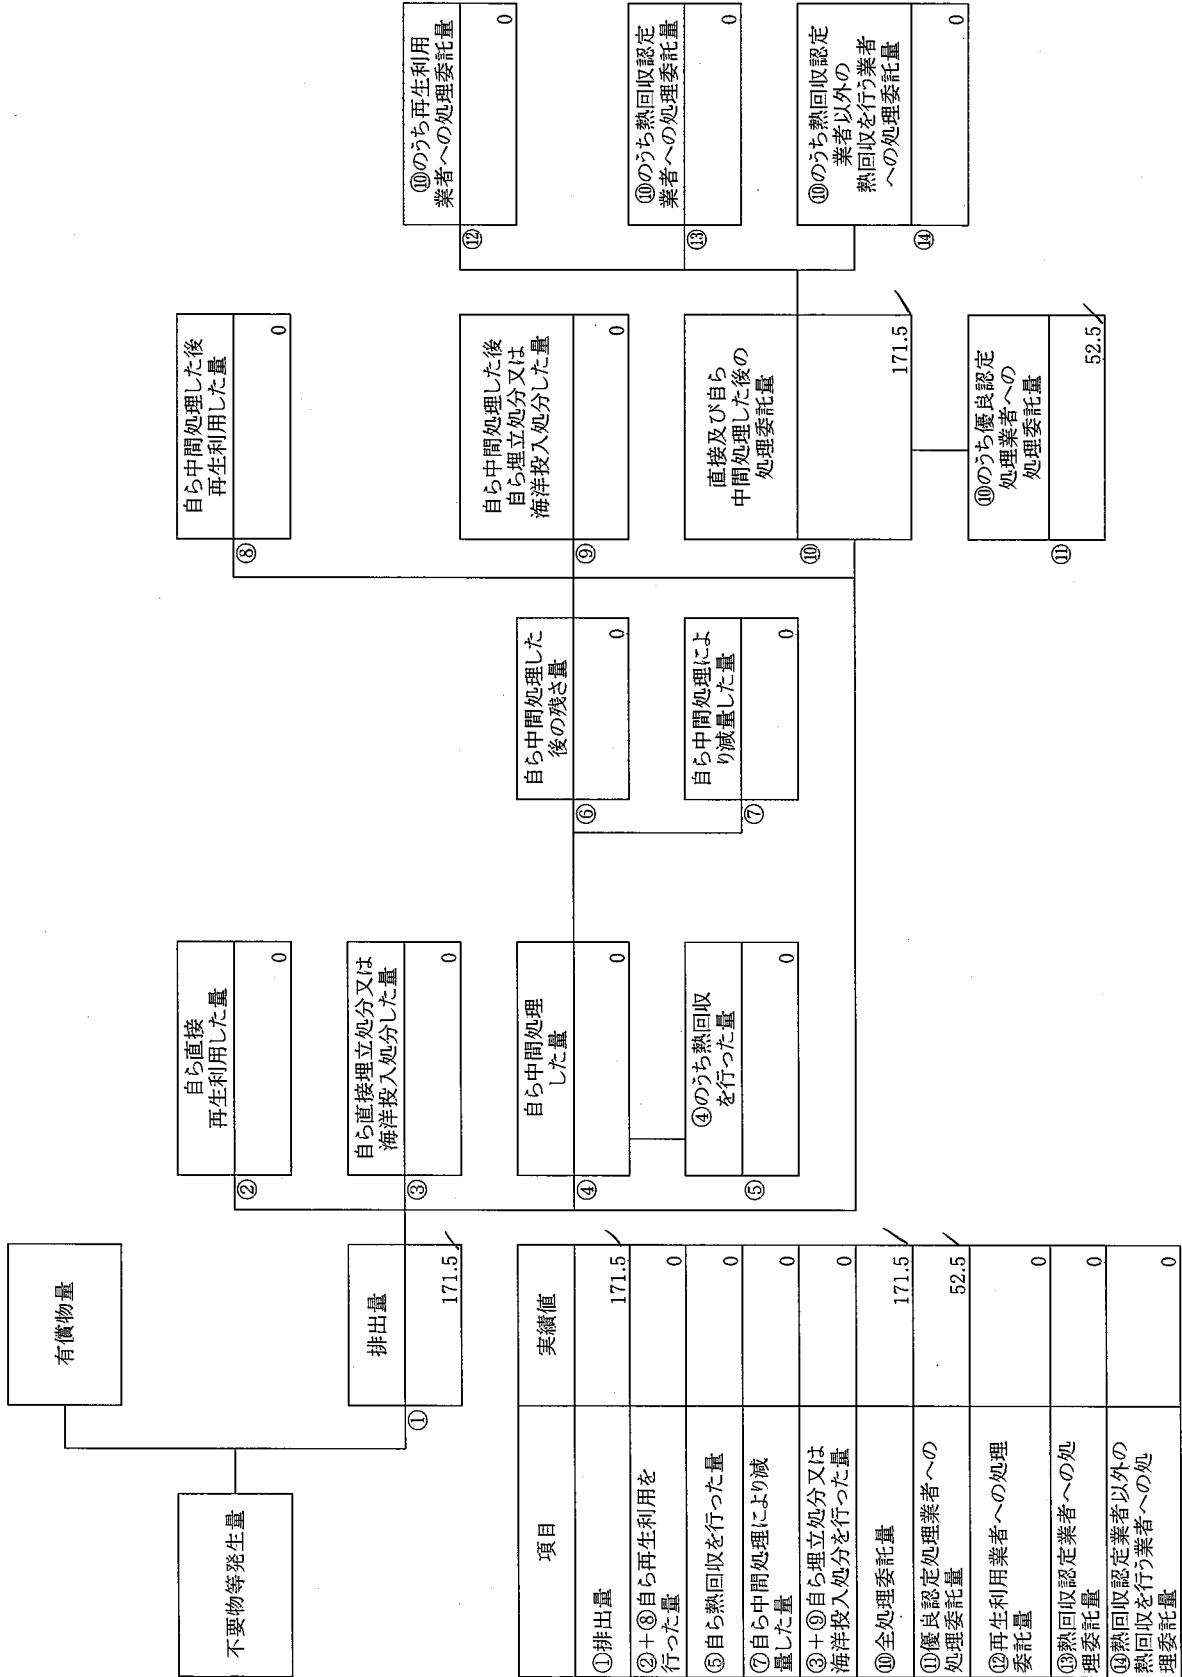 不要物等発生量
有償物量
排出量
①
171.5
②
自ら直接
再生利用した量
0
③
自ら直接埋立処分又は
海洋投入処分した量
0
④
自ら中間処理
した量
0
⑤
④のうち熱回収
を行った量
0
⑥
自ら中間処理した
後の残さ量
0
⑦
自ら中間処理によ
り減量した量
0
⑧
自ら中間処理した後
再生利用した量
0
⑨
自ら中間処理した後
自ら埋立処分又は
海洋投入処分した量
0
⑩
直接及び自ら
中間処理した後の
処理委託量
171.5
⑪
⑩のうち優良認定
処理業者への
処理委託量
52.5
⑫
⑩のうち再生利用
業者への処理委託量
0
⑬
⑩のうち熱回収認定
業者への処理委託量
0
⑭
⑩のうち熱回収認定
業者以外の
熱回収を行う業者
への処理委託量
0
項目 実績値
①排出量 171.5
②+⑧自ら再生利用を
行った量 0
⑤自ら熱回収を行った量 0
⑦自ら中間処理により減
量した量 0
③+⑨自ら埋立処分又は
海洋投入処分を行った量 0
⑩全処理委託量 171.5
⑪優良認定処理業者への
処理委託量 52.5
⑫再生利用業者への処理
委託量 0
⑬熱回収認定業者への処
理委託量 0
⑭熱回収認定業者以外の
熱回収を行う業者への処
理委託量 0